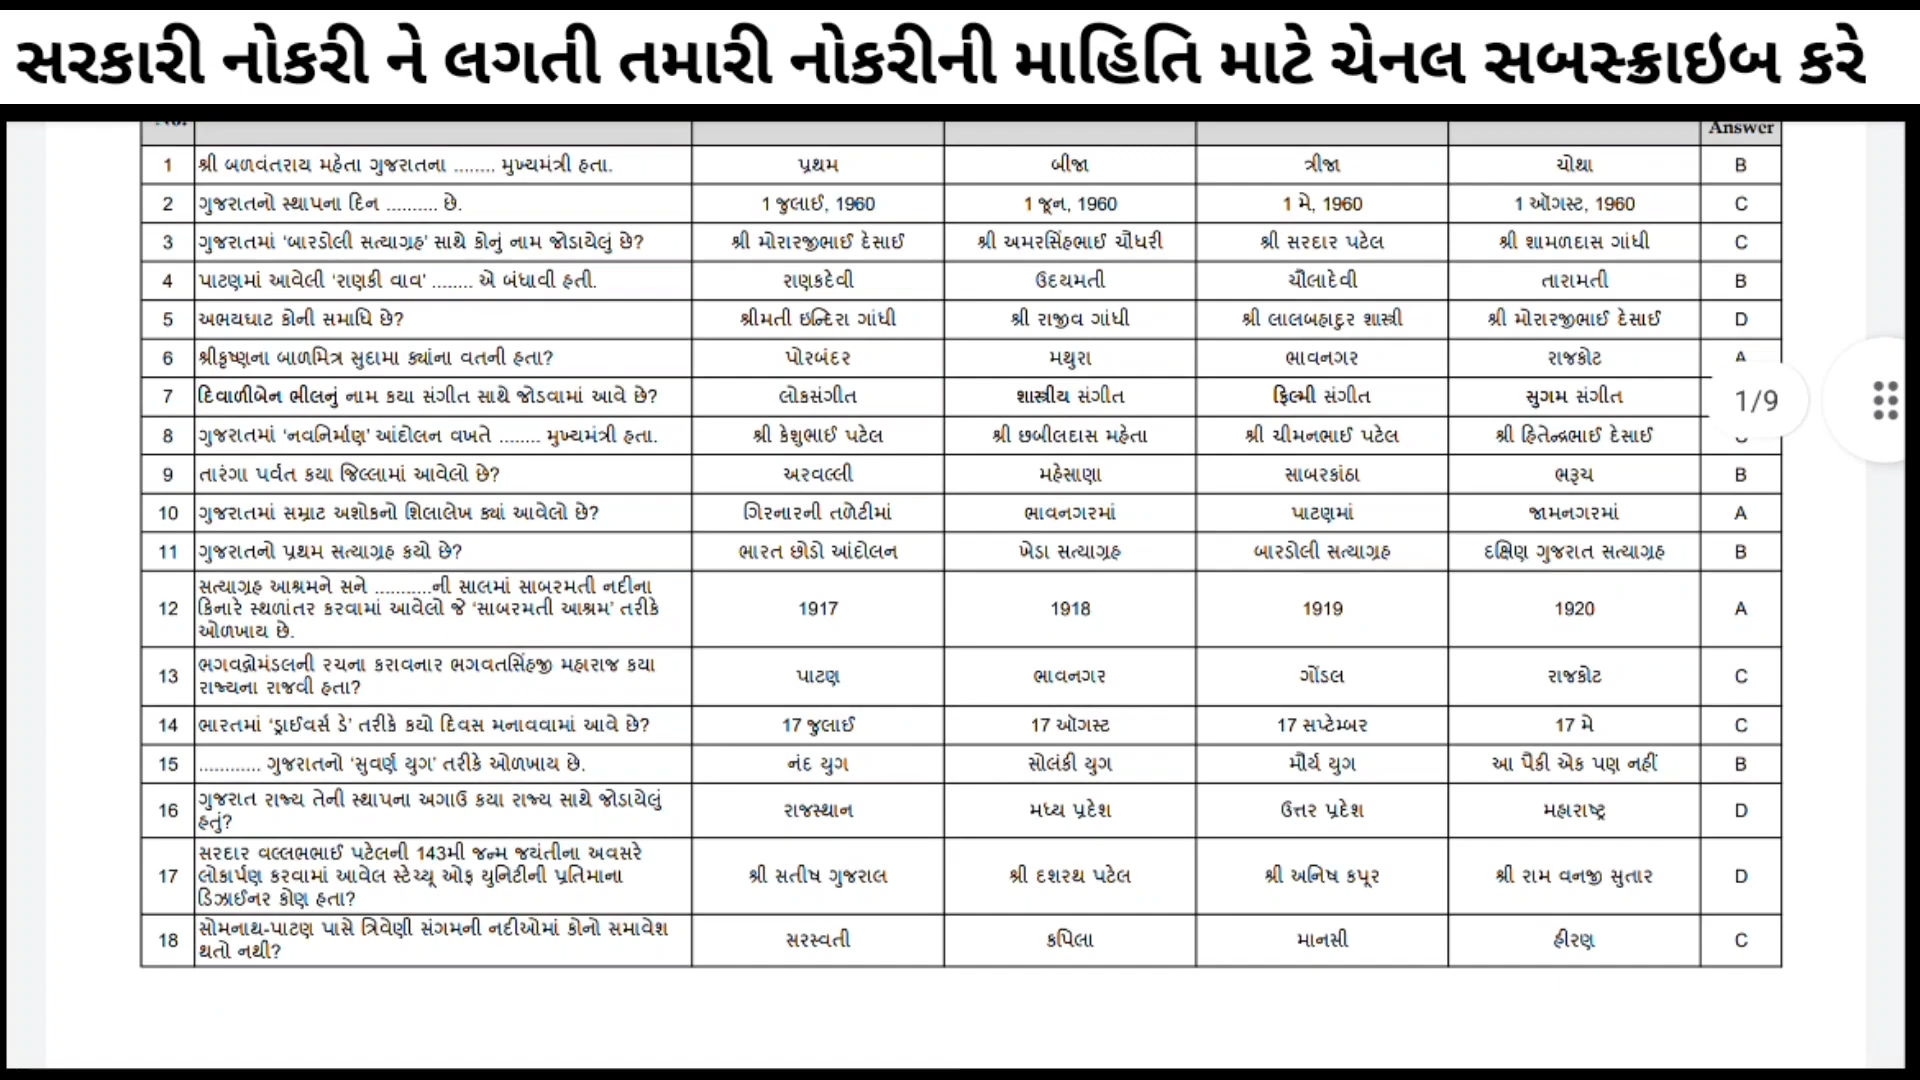 સરકારી નોકરી ને લગતી તમારી નોકરીની માહિતિ માટે ચેનલ સબસ્ક્રાઇબ કરે
Answer
1 શ્રી બળવંતરાય મહેતા ગુજરાતના ........ મુખ્યમંત્રી હતા. પ્રથમ બીજા ત્રીજા ચોથા B
2 ગુજરાતનો સ્થાપના દિન .......... છે. 1 જુલાઈ, 1960 1 જૂન, 1960 1 મે, 1960 1 ઑગસ્ટ, 1960 C
3 ગુજરાતમાં ‘બારડોલી સત્યાગ્રહ’ સાથે કોનું નામ જોડાયેલું છે? શ્રી મોરારજીભાઈ દેસાઈ શ્રી અમરસિંહભાઈ ચૌધરી શ્રી સરદાર પટેલ શ્રી શામળદાસ ગાંધી C
4 પાટણમાં આવેલી ‘રાણકી વાવ’ ........ એ બંધાવી હતી. રાણકદેવી ઉદયમતી ચૌલાદેવી તારામતી B
5 અભયઘાટ કોની સમાધિ છે? શ્રીમતી ઇન્દિરા ગાંધી શ્રી રાજીવ ગાંધી શ્રી લાલબહાદુર શાસ્ત્રી શ્રી મોરારજીભાઈ દેસાઈ D
6 શ્રીકૃષ્ણના બાળમિત્ર સુદામા ક્યાંના વતની હતા? પોરબંદર મથુરા ભાવનગર રાજકોટ A
7 દિવાળીબેન ભીલનું નામ કયા સંગીત સાથે જોડવામાં આવે છે? લોકસંગીત શાસ્ત્રીય સંગીત ફિલ્મી સંગીત સુગમ સંગીત
1/9
8 ગુજરાતમાં ‘નવનિર્માણ’ આંદોલન વખતે ........ મુખ્યમંત્રી હતા. શ્રી કેશુભાઈ પટેલ શ્રી છબીલદાસ મહેતા શ્રી ચીમનભાઈ પટેલ શ્રી હિતેન્દ્રભાઈ દેસાઈ
9 તારંગા પર્વત કયા જિલ્લામાં આવેલો છે? અરવલ્લી મહેસાણા સાબરકાંઠા ભરૂચ B
10 ગુજરાતમાં સમ્રાટ અશોકનો શિલાલેખ ક્યાં આવેલો છે? ગિરનારની તળેટીમાં ભાવનગરમાં પાટણમાં જામનગરમાં A
11 ગુજરાતનો પ્રથમ સત્યાગ્રહ કયો છે? ભારત છોડો આંદોલન ખેડા સત્યાગ્રહ બારડોલી સત્યાગ્રહ દક્ષિણ ગુજરાત સત્યાગ્રહ B
સત્યાગ્રહ આશ્રમને સને ...........ની સાલમાં સાબરમતી નદીના
12 કિનારે સ્થળાંતર કરવામાં આવેલો જે ‘સાબરમતી આશ્રમ’ તરીકે 1917 1918 1919 1920 A
ઓળખાય છે.
ભગવદ્ગોમંડલની રચના કરાવનાર ભગવતસિંહજી મહારાજ કયા
13 રાજ્યના રાજવી હતા? પાટણ ભાવનગર ગોંડલ રાજકોટ C
14 ભારતમાં ‘ડ્રાઈવર્સ ડે’ તરીકે કયો દિવસ મનાવવામાં આવે છે? 17 જુલાઈ 17 ઑગસ્ટ 17 સપ્ટેમ્બર 17 મે C
15 ............ ગુજરાતનો ‘સુવર્ણ યુગ’ તરીકે ઓળખાય છે. નંદ યુગ સોલંકી યુગ મૌર્ય યુગ આ પૈકી એક પણ નહીં B
ગુજરાત રાજ્ય તેની સ્થાપના અગાઉ કયા રાજ્ય સાથે જોડાયેલું
16 હતું? રાજસ્થાન મધ્ય પ્રદેશ ઉત્તર પ્રદેશ મહારાષ્ટ્ર D
સરદાર વલ્લભભાઈ પટેલની 143મી જન્મ જયંતીના અવસરે
17 લોકાર્પણ કરવામાં આવેલ સ્ટેચ્યૂ ઓફ યુનિટીની પ્રતિમાના શ્રી સતીષ ગુજરાલ શ્રી દશરથ પટેલ શ્રી અનિષ કપૂર શ્રી રામ વનજી સુતાર D
ડિઝાઈનર કોણ હતા?
સોમનાથ-પાટણ પાસે ત્રિવેણી સંગમની નદીઓમાં કોનો સમાવેશ
18 થતો નથી? સરસ્વતી કપિલા માનસી હીરણ C